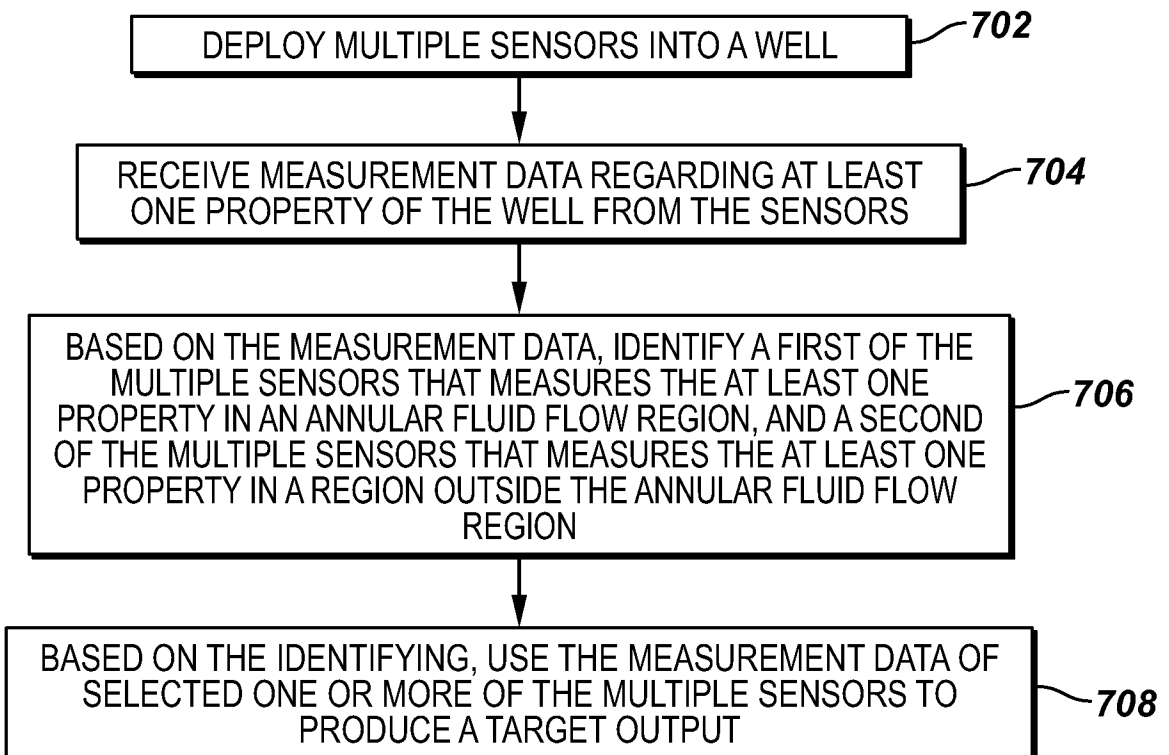 DEPLOY MULTIPLE SENSORS INTO A WELL
702
RECEIVE MEASUREMENT DATA REGARDING AT LEAST
ONE PROPERTY OF THE WELL FROM THE SENSORS
704
BASED ON THE MEASUREMENT DATA, IDENTIFY A FIRST OF THE
MULTIPLE SENSORS THAT MEASURES THE AT LEAST ONE
PROPERTY IN AN ANNULAR FLUID FLOW REGION, AND A SECOND
OF THE MULTIPLE SENSORS THAT MEASURES THE AT LEAST ONE
PROPERTY IN A REGION OUTSIDE THE ANNULAR FLUID FLOW
REGION
706
BASED ON THE IDENTIFYING, USE THE MEASUREMENT DATA OF
SELECTED ONE OR MORE OF THE MULTIPLE SENSORS TO
PRODUCE A TARGET OUTPUT
708